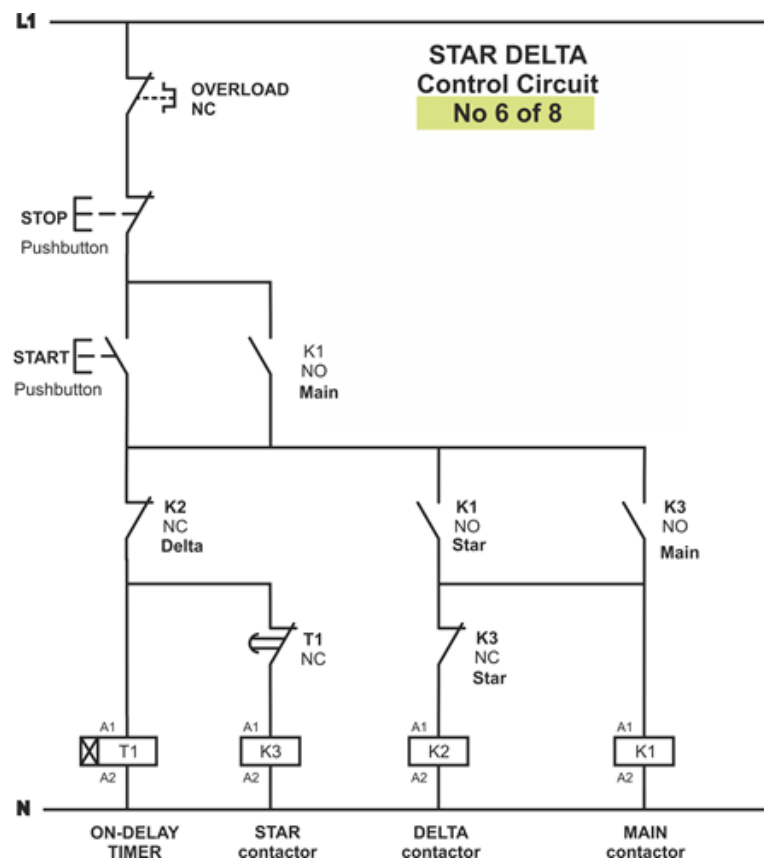 L1
STAR DELTA
Control Circuit
No 6 of 8
OVERLOAD
NC
STOP
Pushbutton
START
Pushbutton
K1
NO
Main
K2
NC
Delta
K1
NO
Star
K3
NO
Main
T1
NC
K3
NC
Star
A1
A1
A1
A1
T1
K3
K2
K1
A2
A2
A2
A2
N
ON-DELAY
TIMER
STAR
contactor
DELTA
contactor
MAIN
contactor